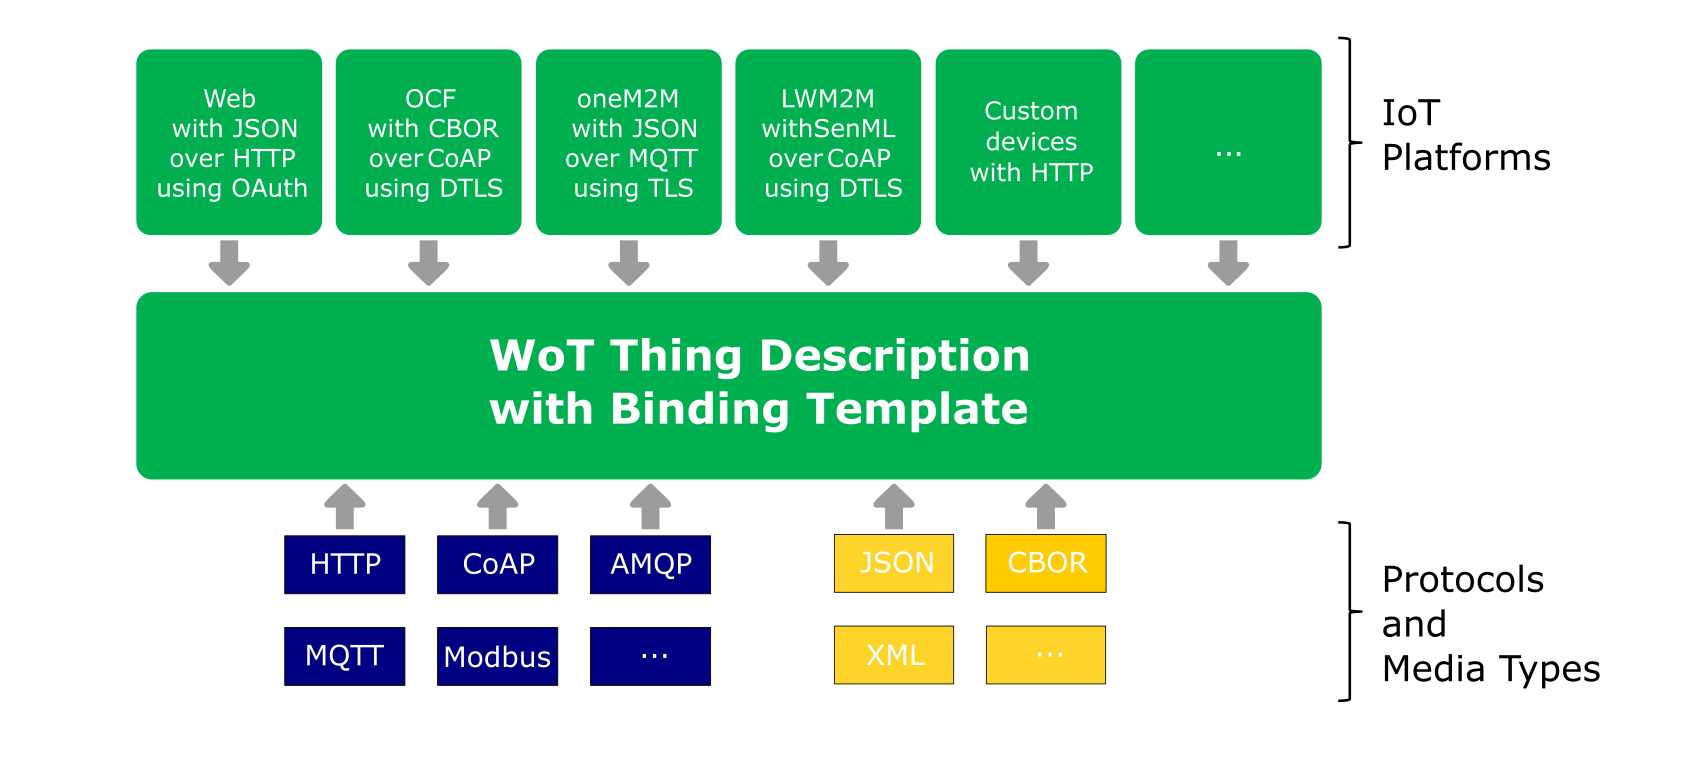 Web
with JSON
over HTTP
using OAuth
OCF
with CBOR
over CoAP
using DTLS
oneM2M
with JSON
over MQTT
using TLS
LWM2M
withSenML
over CoAP
using DTLS
Custom
devices
with HTTP
...
IoT
Platforms
WoT Thing Description
with Binding Template
HTTP
CoAP
AMQP
JSON
CBOR
MQTT
Modbus
...
XML
...
Protocols
and
Media Types